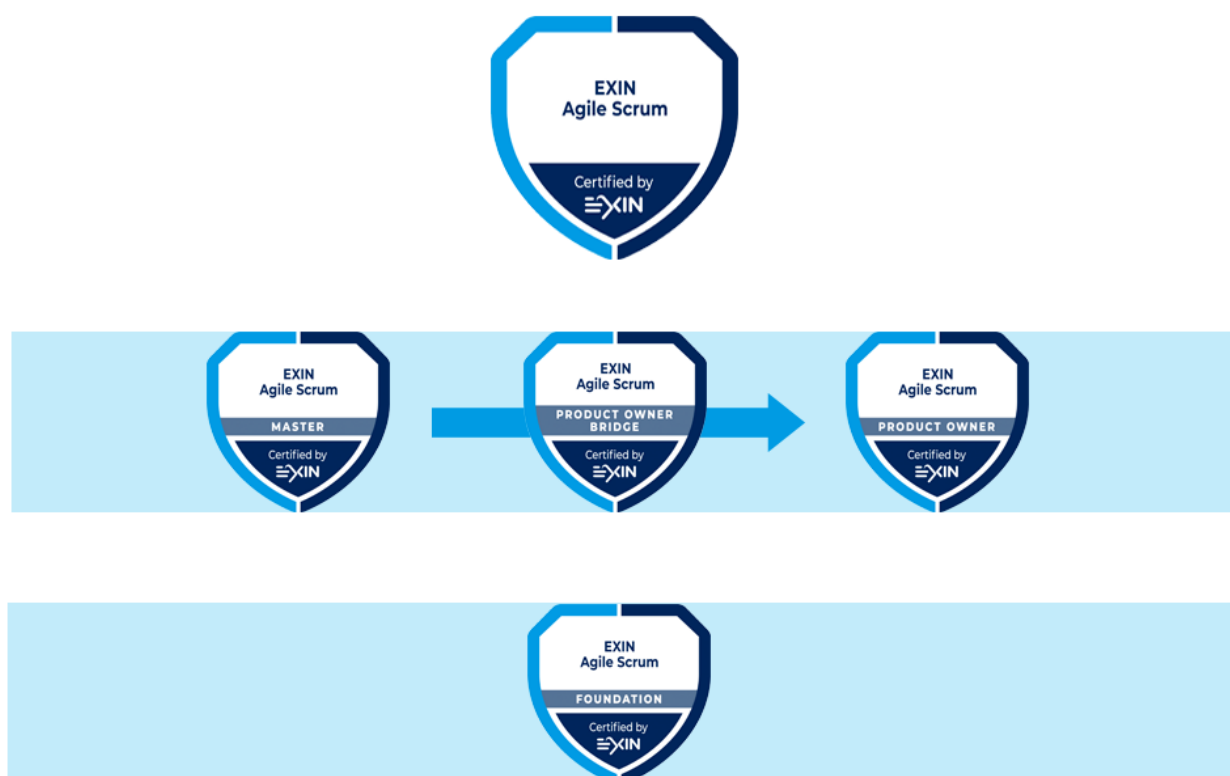 EXIN
Agile Scrum
Certified by
EXIN
EXIN
Agile Scrum
MASTER
Certified by
EXIN
EXIN
Agile Scrum
PRODUCT OWNER
BRIDGE
Certified by
EXIN
EXIN
Agile Scrum
PRODUCT OWNER
Certified by
EXIN
EXIN
Agile Scrum
FOUNDATION
Certified by
EXIN